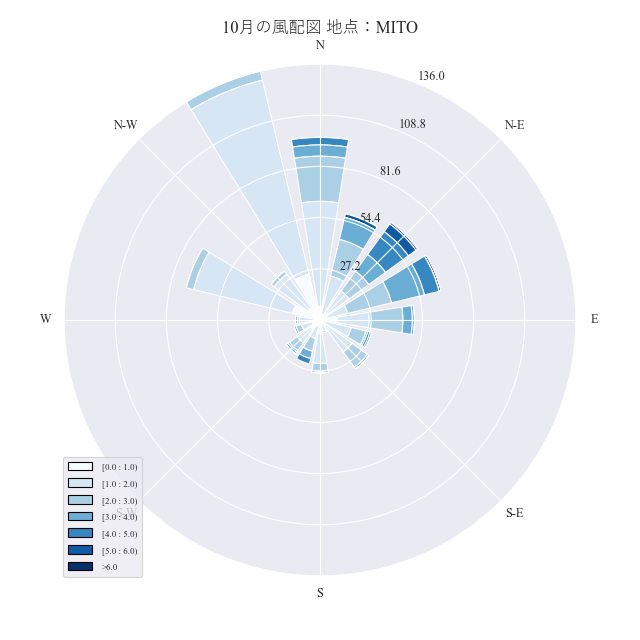 10月の風配図 地点：MITO
N
136.0
N-W
N-E
108.8
81.6
54.4
27.2
W
E
[0.0 : 1.0)
[1.0 : 2.0)
[2.0 : 3.0)
[3.0 : 4.0)
[4.0 : 5.0)
[5.0 : 6.0)
>6.0
S-W
S-E
S